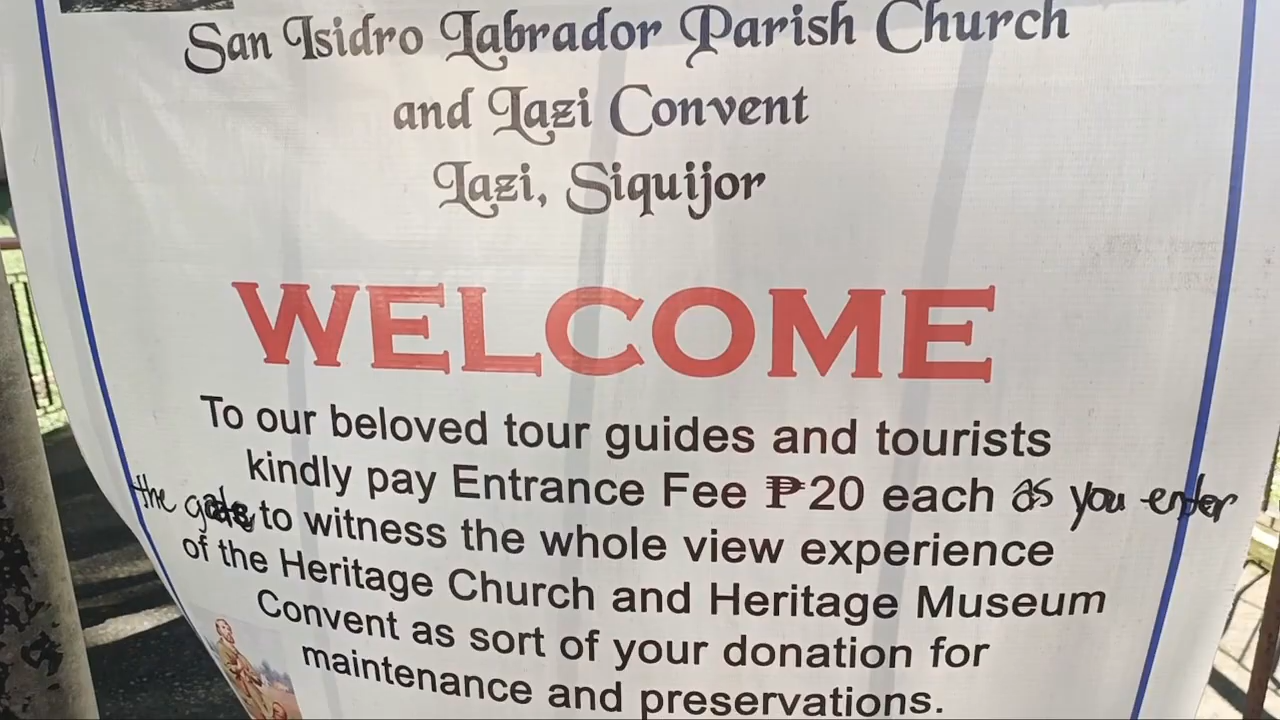 San Isidro Labrador Parish Church
and Lazi Convent
Lazi, Siquijor
WELCOME
To our beloved tour guides and tourists
kindly pay Entrance Fee ₱20 each as you enter
the gate to witness the whole view experience
of the Heritage Church and Heritage Museum
Convent as sort of your donation for
maintenance and preservations.